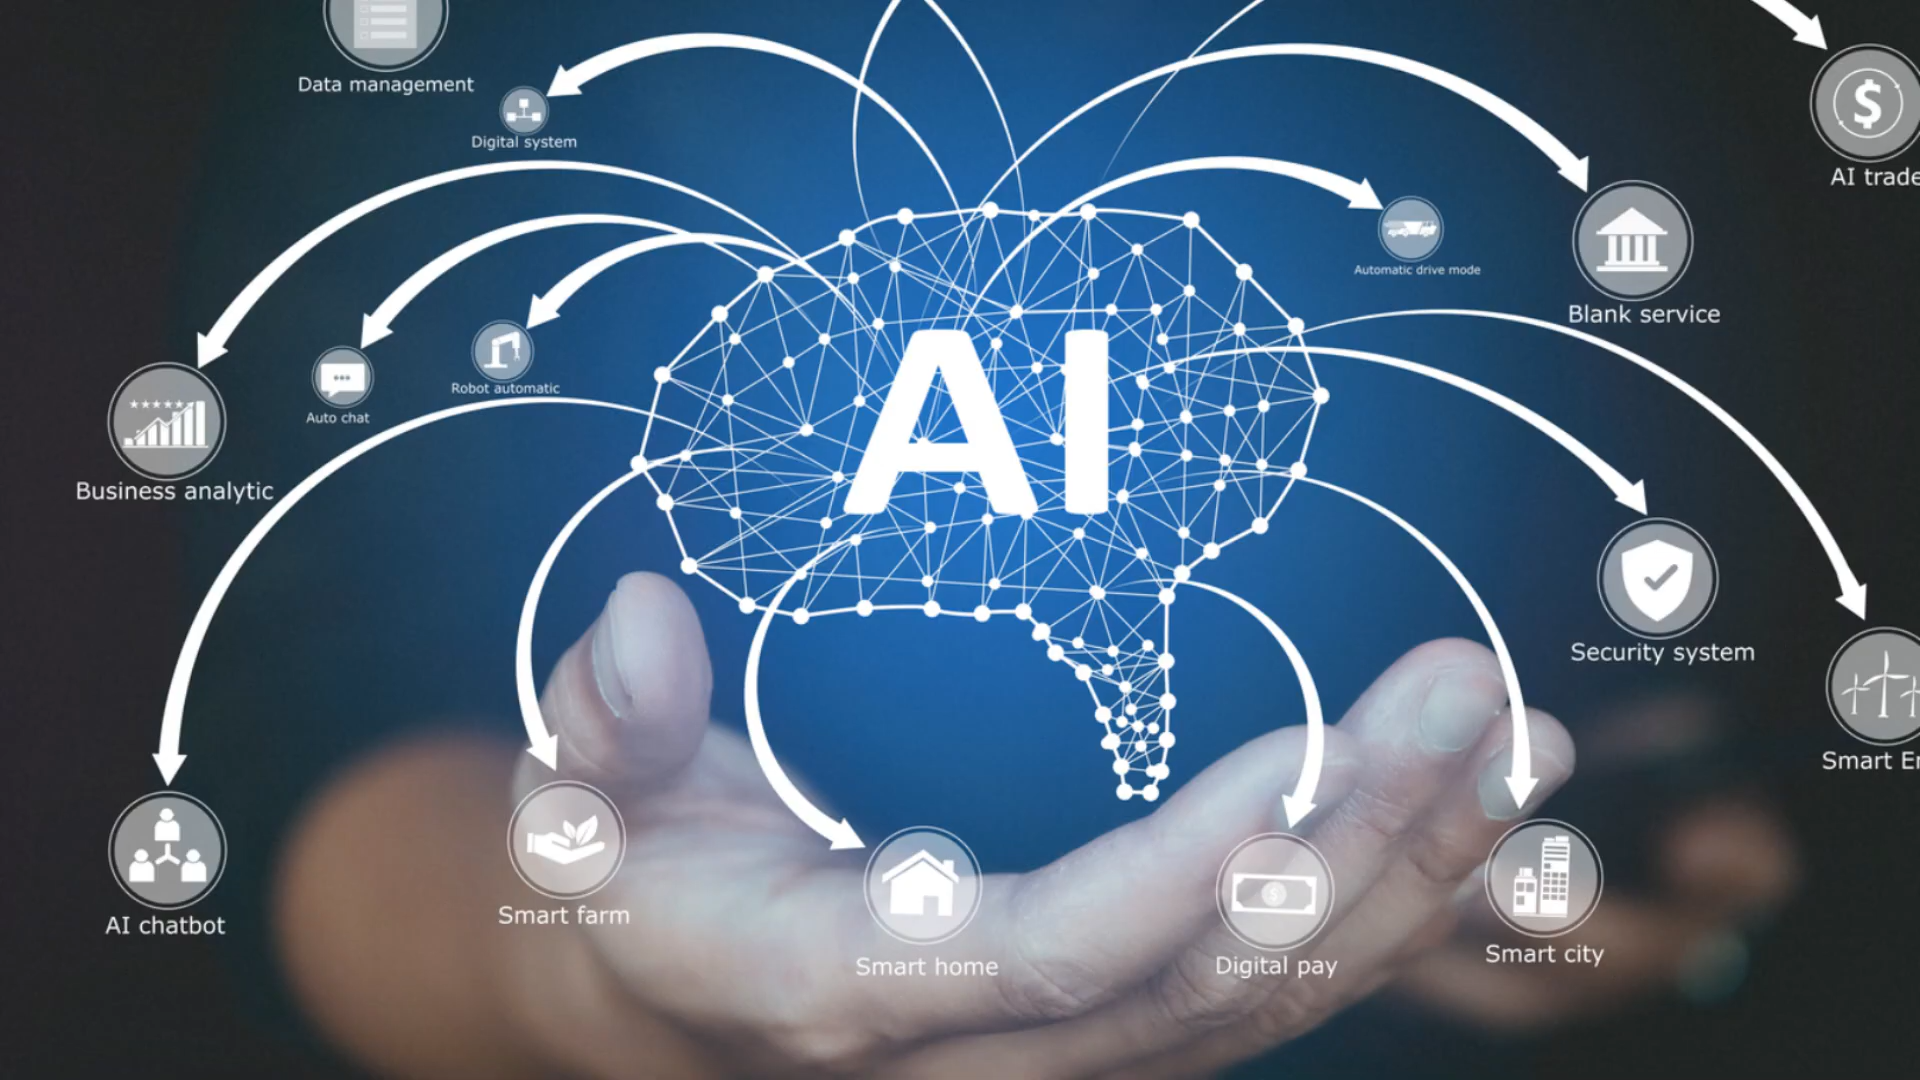 Data management
Digital system
AI trade
Automatic drive mode
Blank service
AI
Robot automatic
Auto chat
Business analytic
Security system
Smart
AI chatbot
Smart farm
Smart home
Digital pay
Smart city